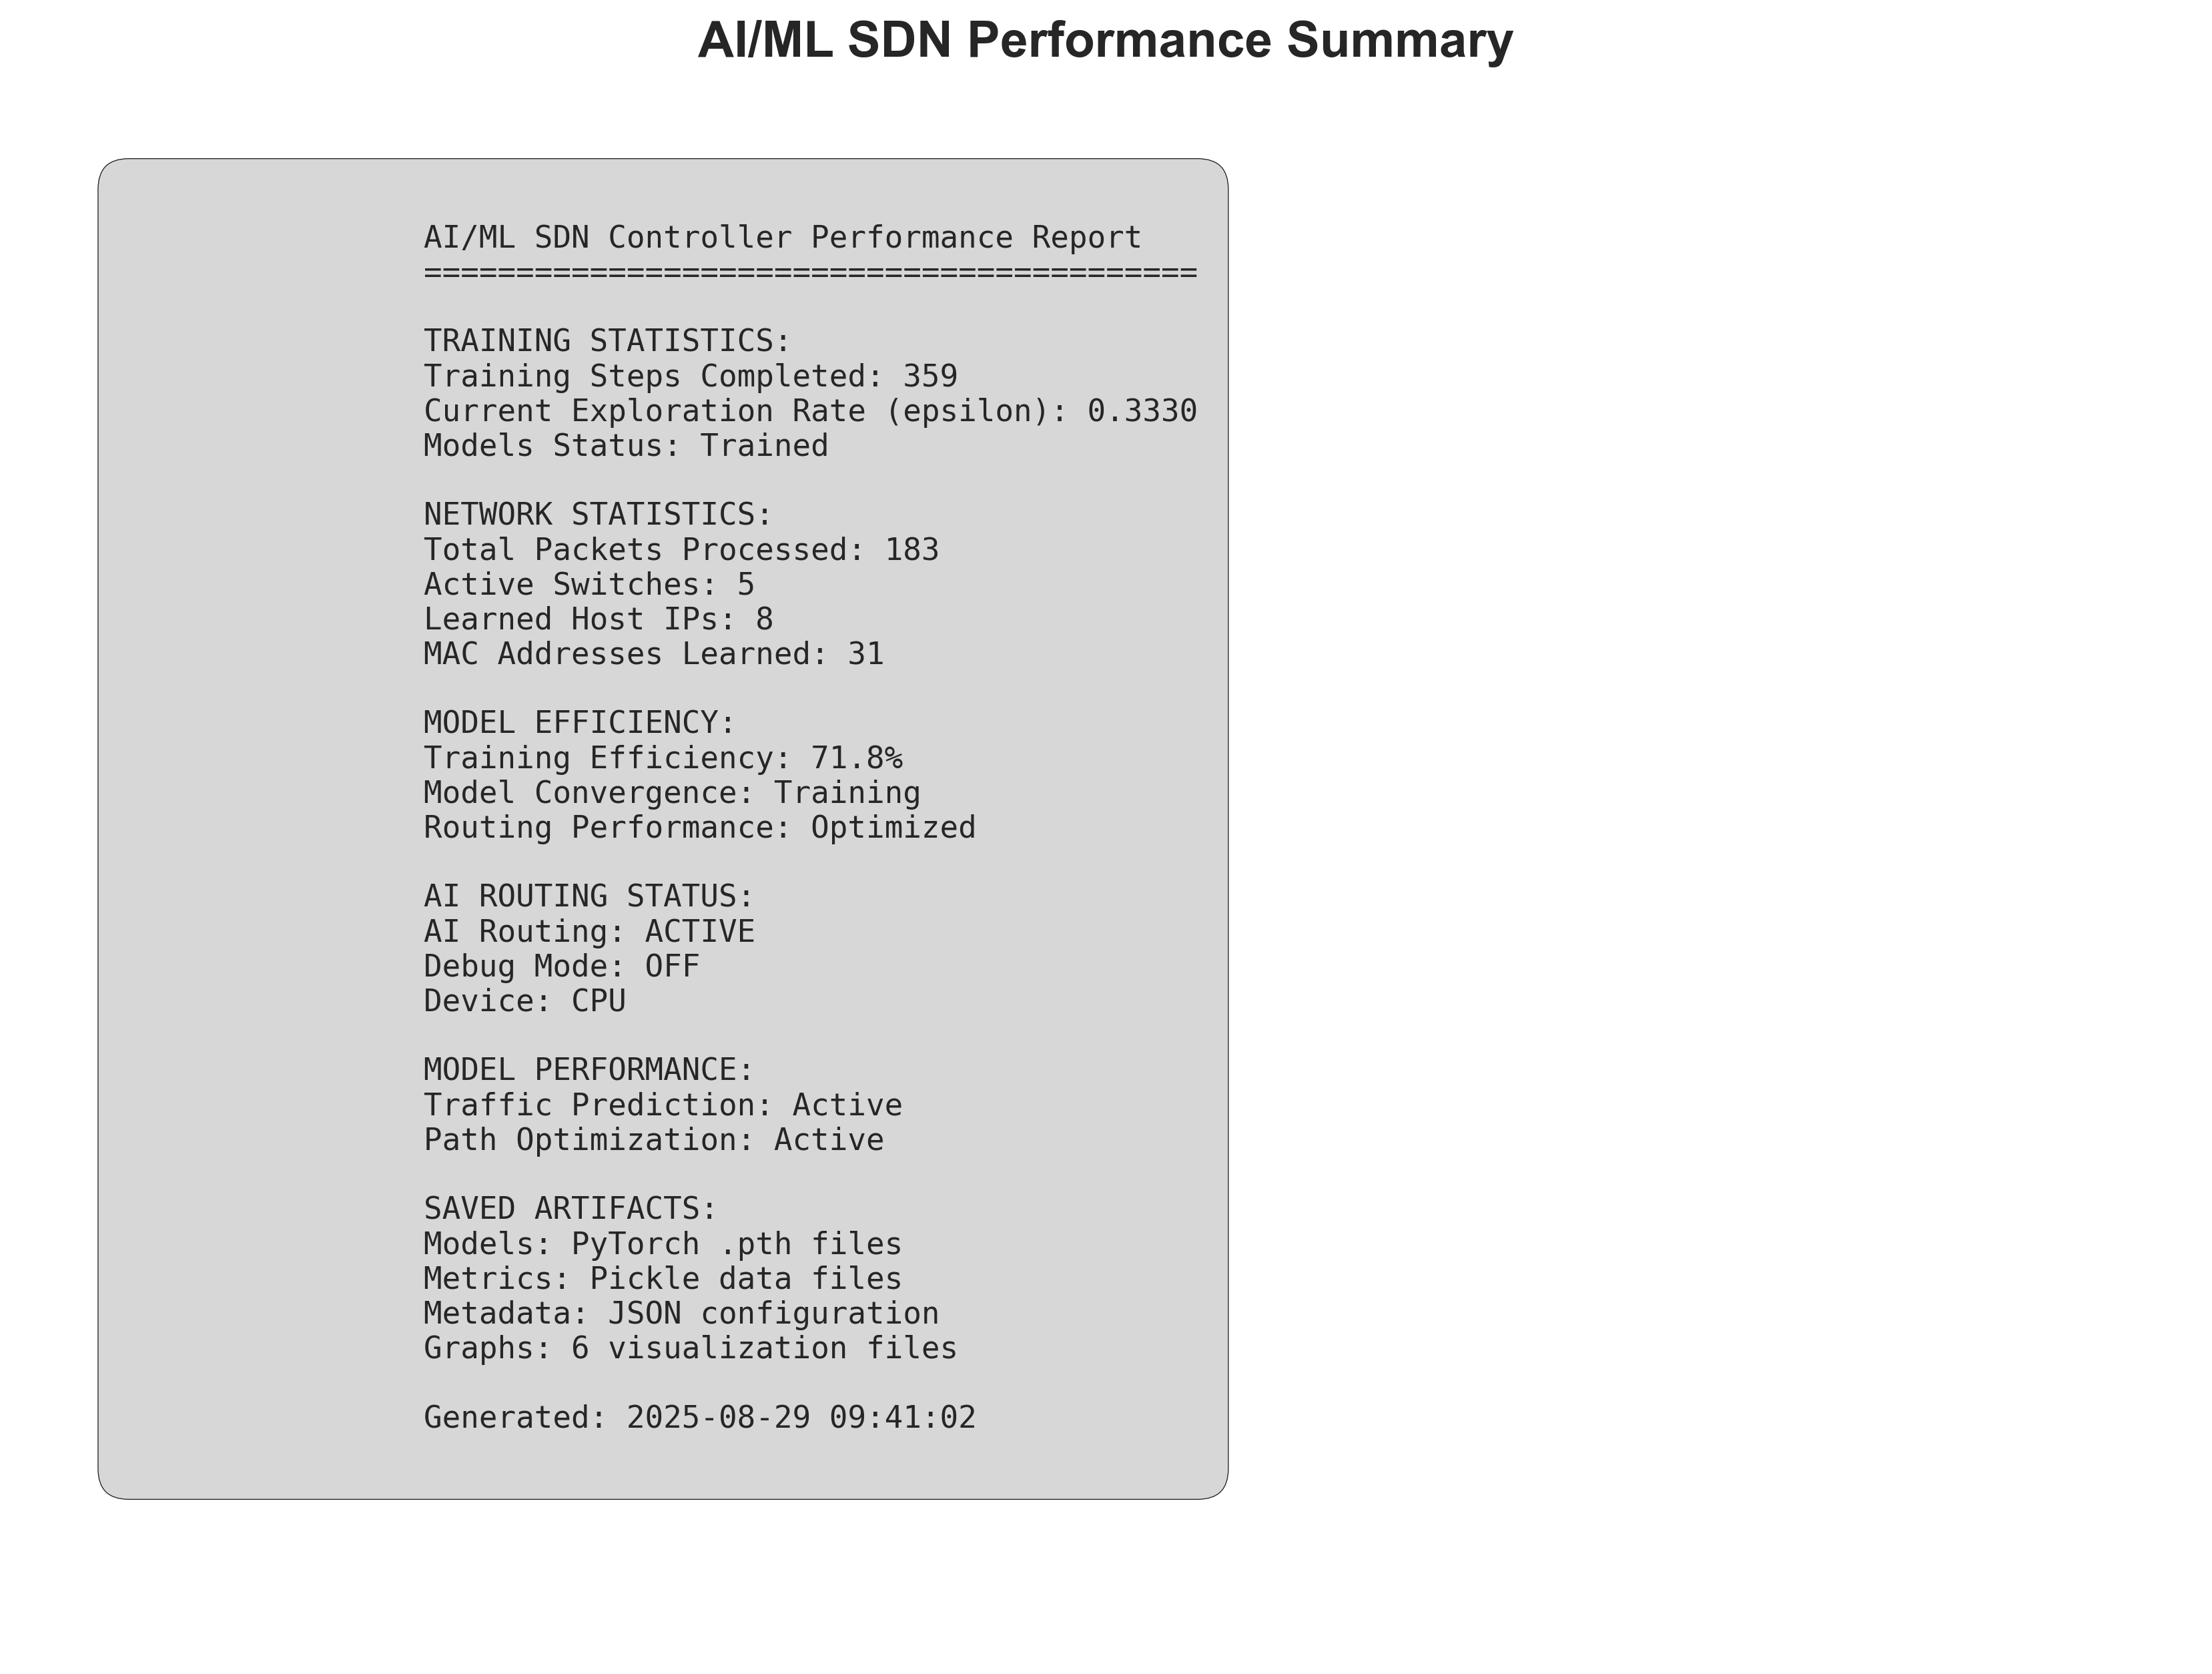 AI/ML SDN Performance Summary
AI/ML SDN Controller Performance Report
==========================================
TRAINING STATISTICS:
Training Steps Completed: 359
Current Exploration Rate (epsilon): 0.3330
Models Status: Trained
NETWORK STATISTICS:
Total Packets Processed: 183
Active Switches: 5
Learned Host IPs: 8
MAC Addresses Learned: 31
MODEL EFFICIENCY:
Training Efficiency: 71.8%
Model Convergence: Training
Routing Performance: Optimized
AI ROUTING STATUS:
AI Routing: ACTIVE
Debug Mode: OFF
Device: CPU
MODEL PERFORMANCE:
Traffic Prediction: Active
Path Optimization: Active
SAVED ARTIFACTS:
Models: PyTorch .pth files
Metrics: Pickle data files
Metadata: JSON configuration
Graphs: 6 visualization files
Generated: 2025-08-29 09:41:02